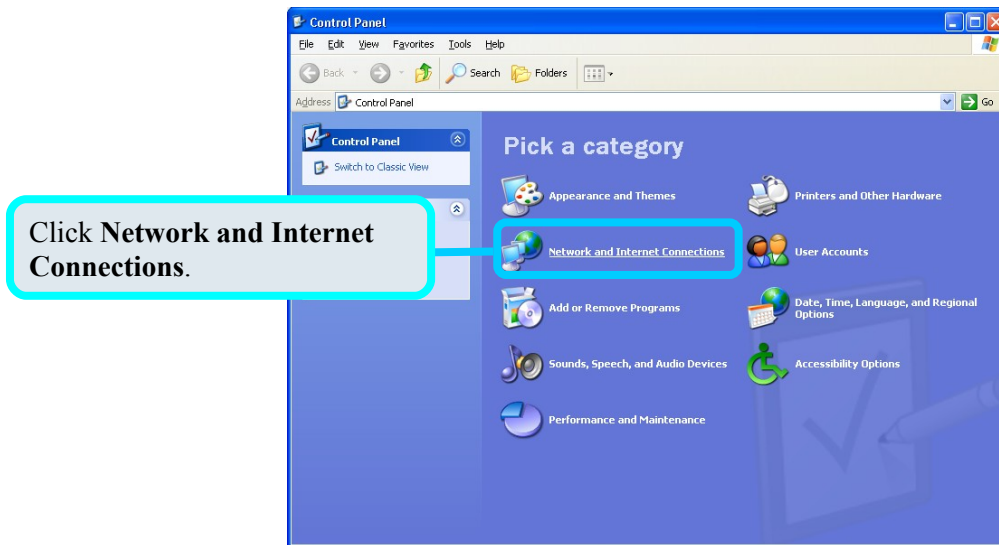 Control Panel
File Edit View Favorites Tools Help
Back Search Folders
Address Control Panel Go
Control Panel
Switch to Classic View
Pick a category
Appearance and Themes
Printers and Other Hardware
Click Network and Internet
Connections.
Network and Internet Connections
User Accounts
Add or Remove Programs
Date, Time, Language, and Regional
Options
Sounds, Speech, and Audio Devices
Accessibility Options
Performance and Maintenance